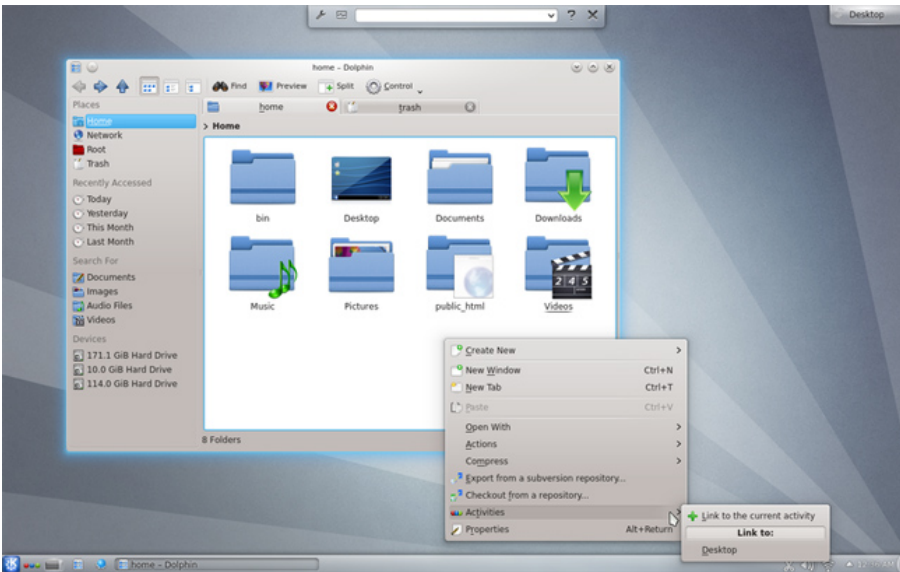 Desktop
home – Dolphin
Find Preview Split Control
Places
home trash
Home
> Home
Network
Root
Trash
Recently Accessed
Today
Yesterday
This Month
Last Month
Search For
Documents
Images
Audio Files
Videos
Devices
171.1 GiB Hard Drive
10.0 GiB Hard Drive
114.0 GiB Hard Drive
bin Desktop Documents Downloads
2 4 5
Music Pictures public_html Videos
8 Folders
Create New >
New Window Ctrl+N
New Tab Ctrl+T
Paste Ctrl+V
Open With >
Actions >
Compress >
Export from a subversion repository...
Checkout from a repository...
Activities
Properties Alt+Return
Link to the current activity
Link to:
Desktop
home – Dolphin